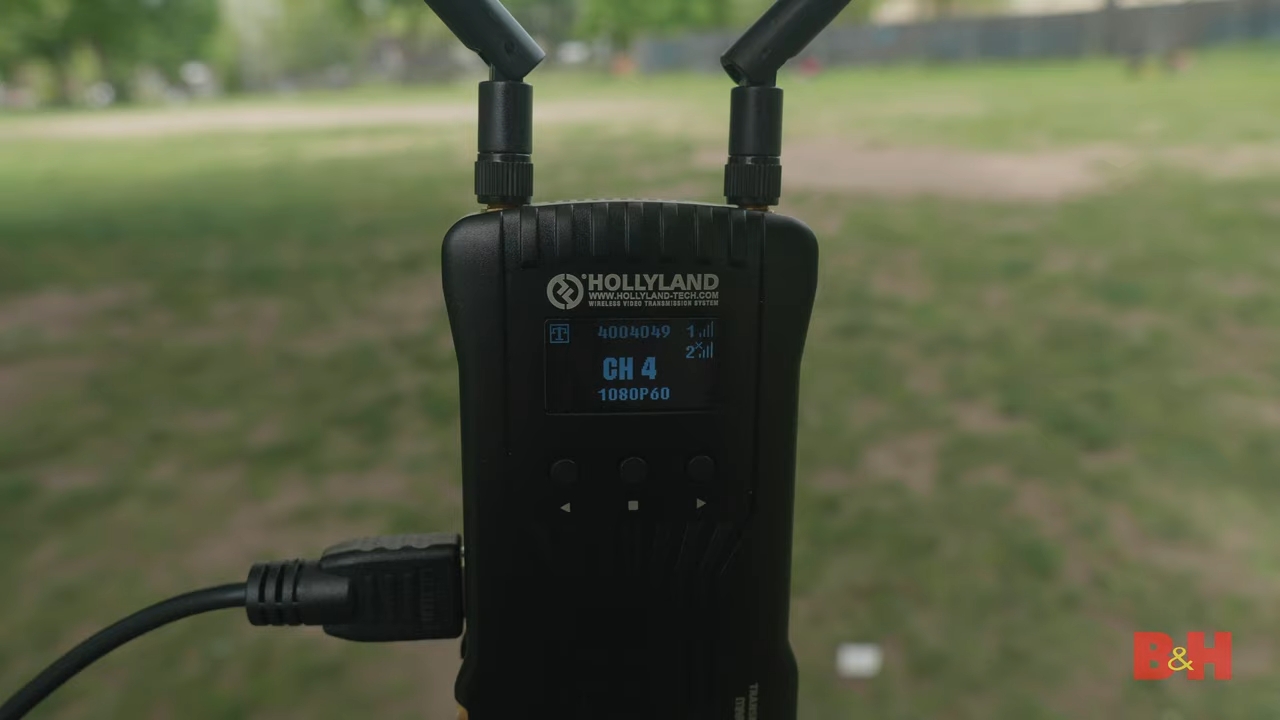 HOLLYLAND
WWW.HOLLYLAND-TECH.COM
WIRELESS VIDEO TRANSMISSION SYSTEM
T 4004049 1
2
CH 4
1080P60
B&H